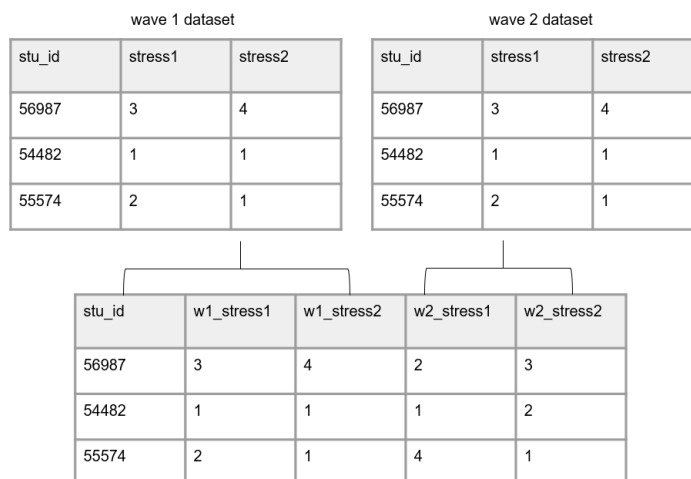 wave 1 dataset
stu_id stress1 stress2
56987 3 4
54482 1 1
55574 2 1
wave 2 dataset
stu_id stress1 stress2
56987 3 4
54482 1 1
55574 2 1
stu_id w1_stress1 w1_stress2 w2_stress1 w2_stress2
56987 3 4 2 3
54482 1 1 1 2
55574 2 1 4 1